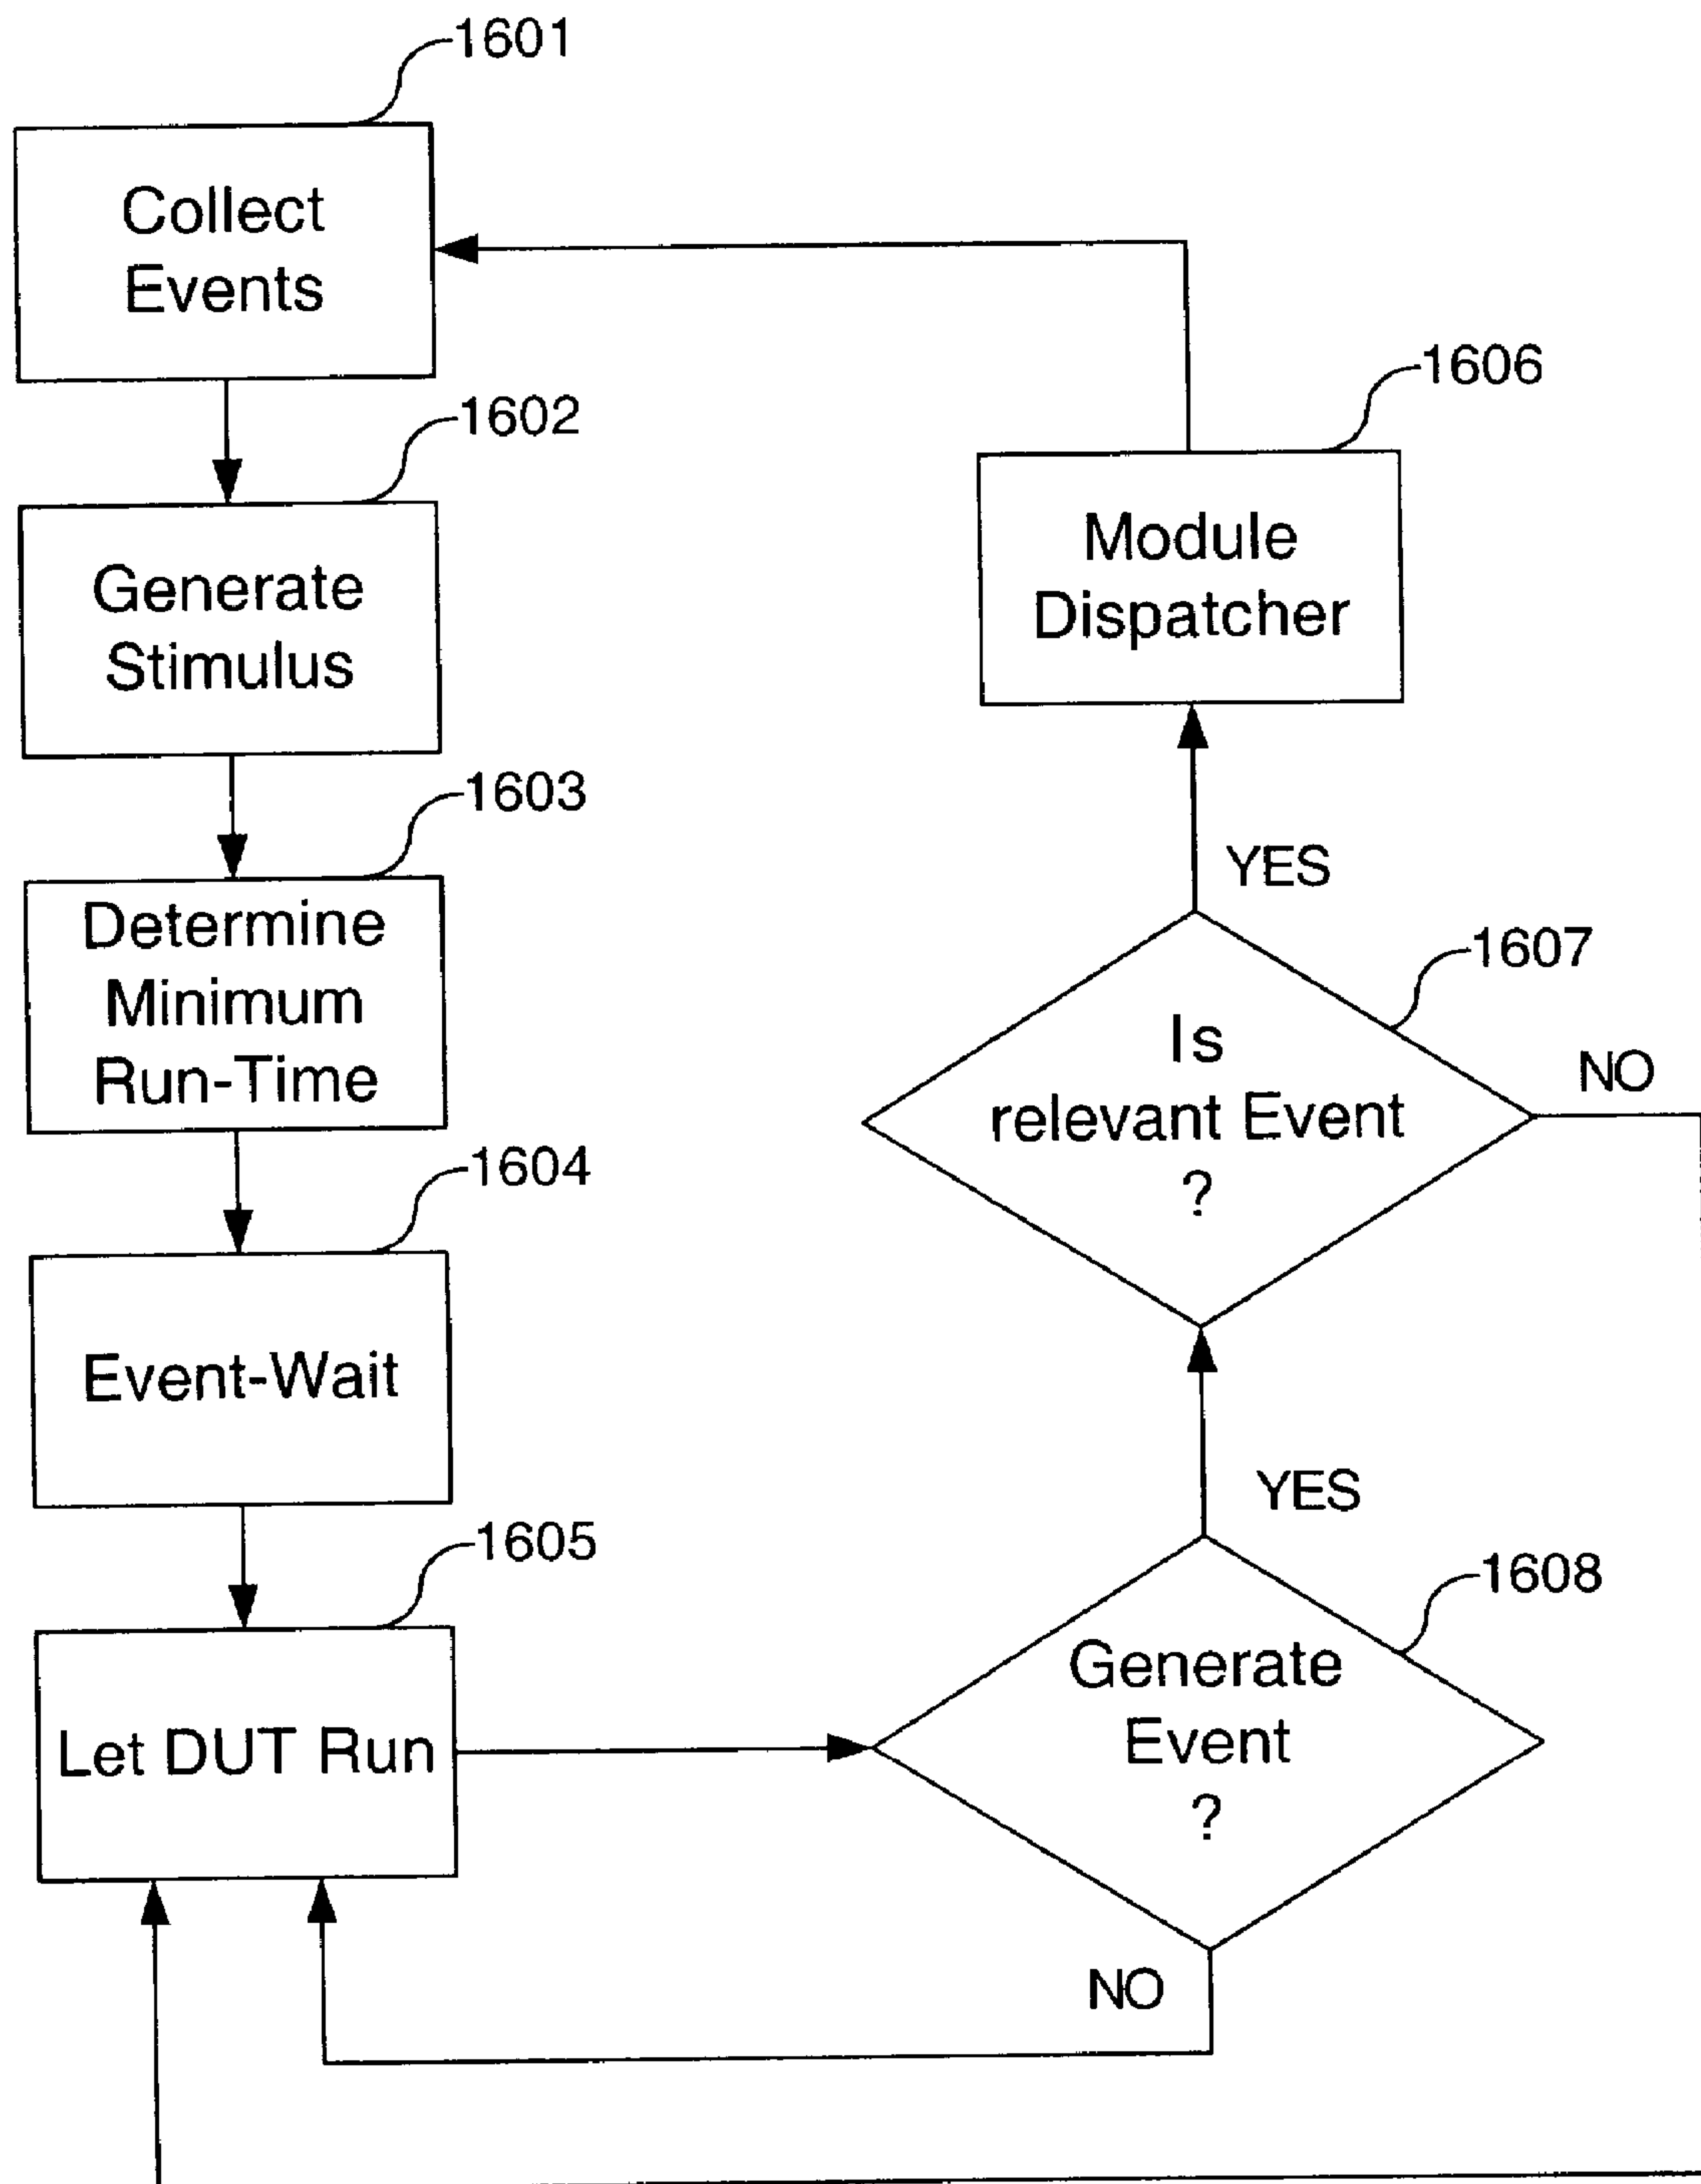 1601
Collect
Events
1602
Generate
Stimulus
1603
Determine
Minimum
Run-Time
1604
Event-Wait
1605
Let DUT Run
1606
Module
Dispatcher
YES
1607
Is
relevant Event
?
NO
YES
1608
Generate
Event
?
NO